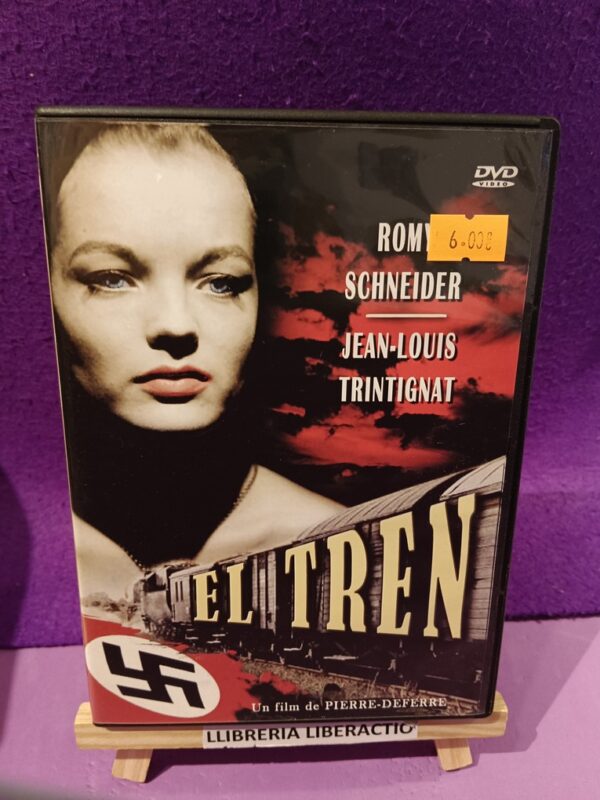 DVD
VIDEO
ROMY
6.00€
SCHNEIDER
JEAN-LOUIS
TRINTIGNAT
EL TREN
Un film de PIERRE-DEFERRE
LLIBRERIA LIBERACTIO